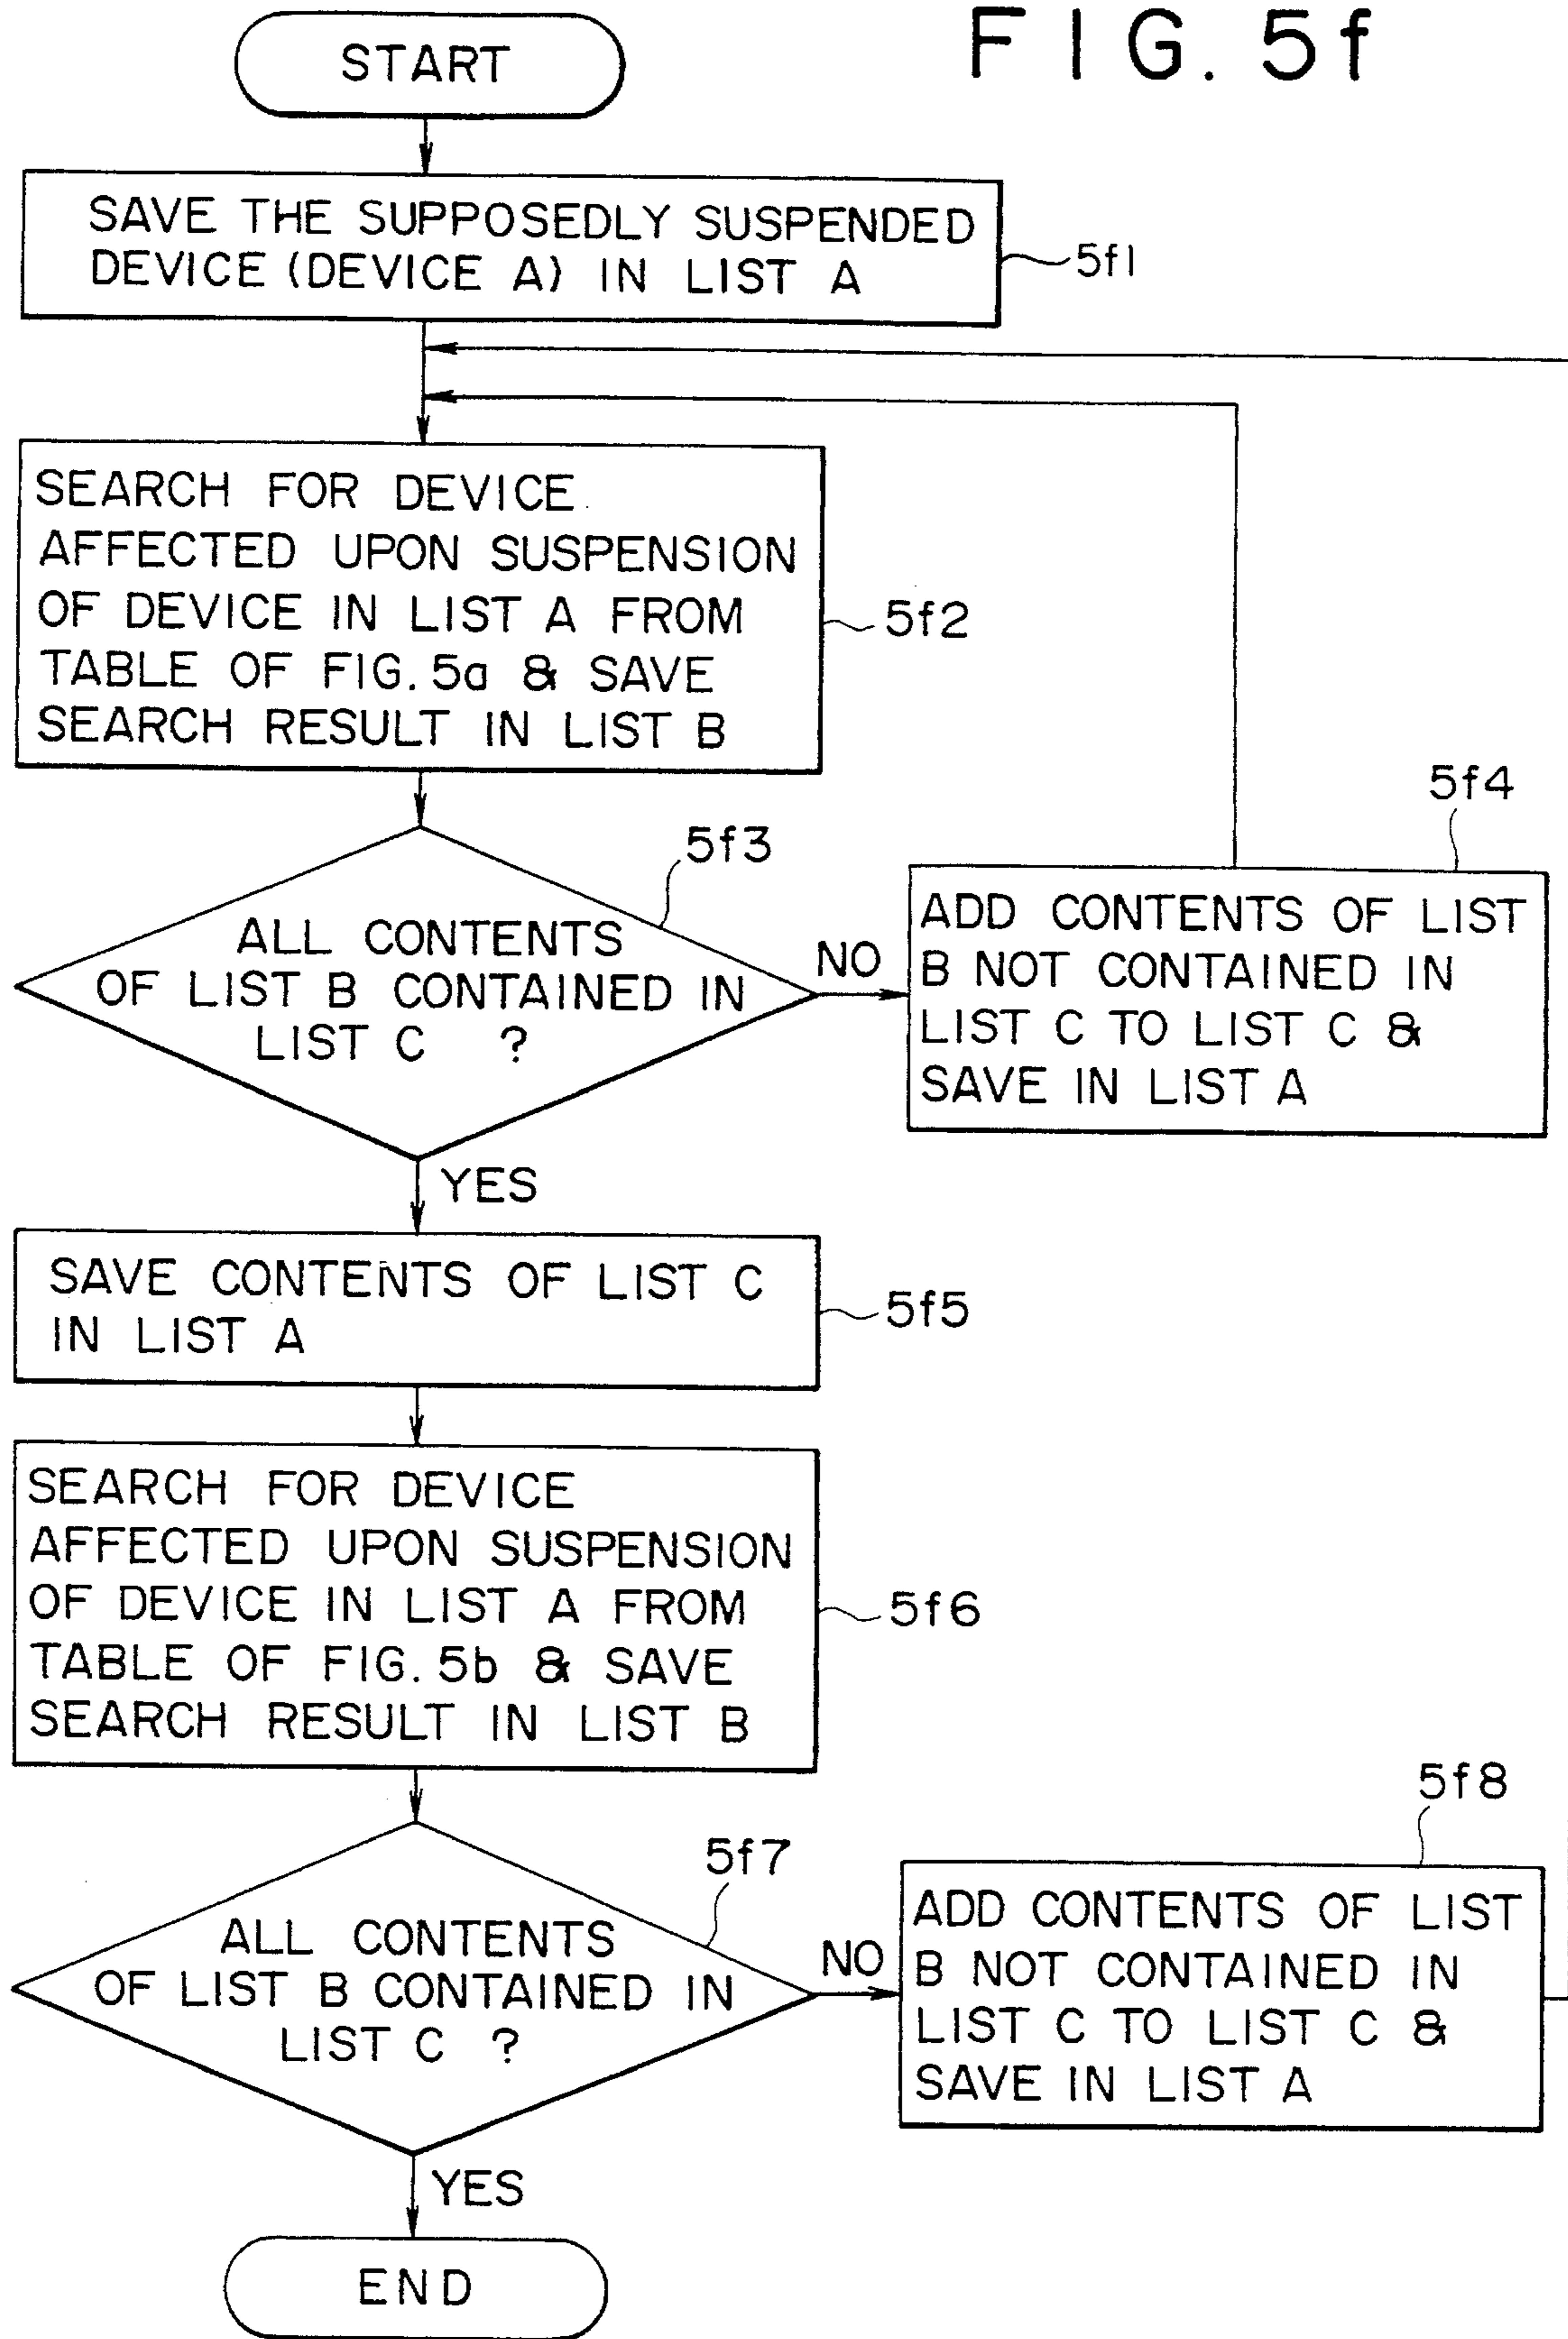 FIG. 5f
START
SAVE THE SUPPOSEDLY SUSPENDED
DEVICE (DEVICE A) IN LIST A
5f1
SEARCH FOR DEVICE
AFFECTED UPON SUSPENSION
OF DEVICE IN LIST A FROM
TABLE OF FIG. 5a & SAVE
SEARCH RESULT IN LIST B
5f2
5f3
ALL CONTENTS
OF LIST B CONTAINED IN
LIST C ?
NO
5f4
ADD CONTENTS OF LIST
B NOT CONTAINED IN
LIST C TO LIST C &
SAVE IN LIST A
YES
SAVE CONTENTS OF LIST C
IN LIST A
5f5
SEARCH FOR DEVICE
AFFECTED UPON SUSPENSION
OF DEVICE IN LIST A FROM
TABLE OF FIG. 5b & SAVE
SEARCH RESULT IN LIST B
5f6
5f7
ALL CONTENTS
OF LIST B CONTAINED IN
LIST C ?
NO
5f8
ADD CONTENTS OF LIST
B NOT CONTAINED IN
LIST C TO LIST C &
SAVE IN LIST A
YES
END